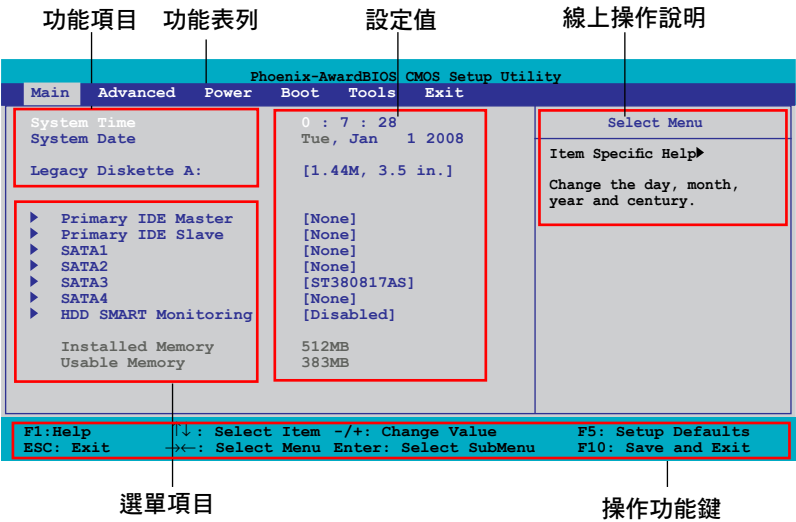 功能項目 功能表列 設定值 線上操作說明
Phoenix-AwardBIOS CMOS Setup Utility
Main Advanced Power Boot Tools Exit
System Time 0 : 7 : 28
System Date Tue, Jan 1 2008
Legacy Diskette A: [1.44M, 3.5 in.]
▶ Primary IDE Master [None]
▶ Primary IDE Slave [None]
▶ SATA1 [None]
▶ SATA2 [None]
▶ SATA3 [ST380817AS]
▶ SATA4 [None]
▶ HDD SMART Monitoring [Disabled]
Installed Memory 512MB
Usable Memory 383MB
Select Menu
Item Specific Help▶
Change the day, month,
year and century.
F1:Help ↑↓: Select Item -/+: Change Value F5: Setup Defaults
ESC: Exit →←: Select Menu Enter: Select SubMenu F10: Save and Exit
選單項目 操作功能鍵